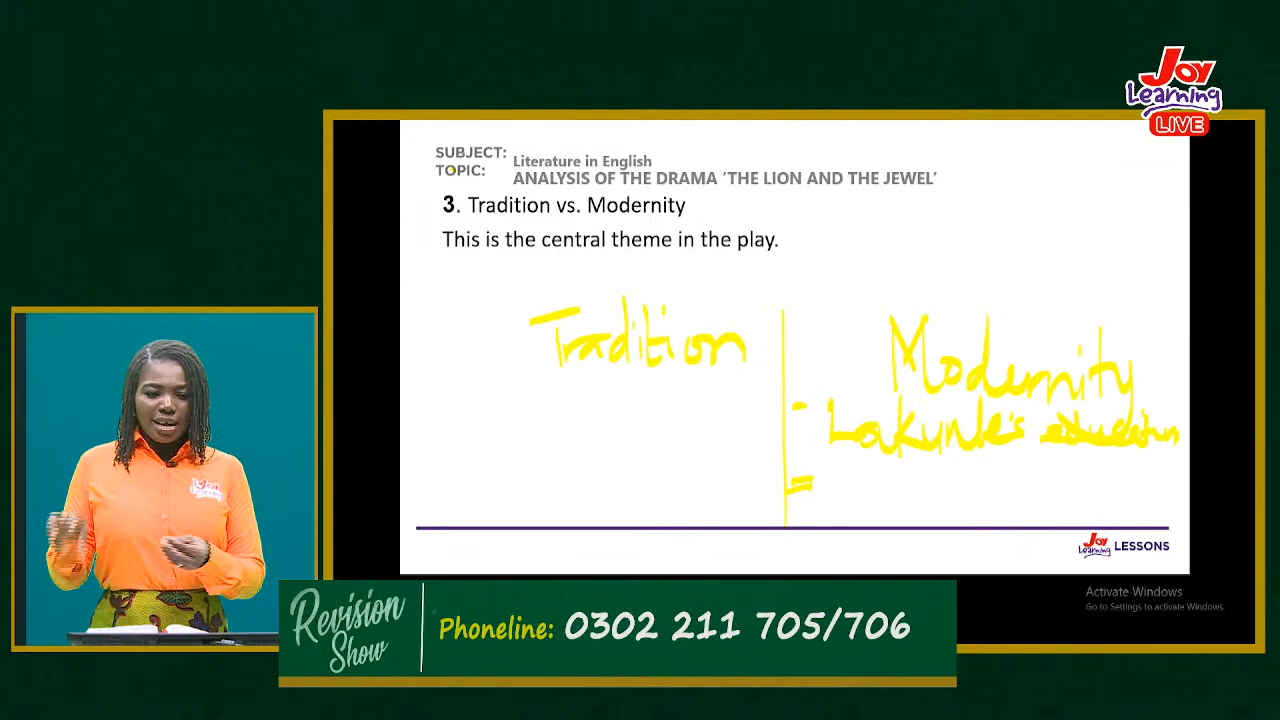 Joy
Learning
LIVE
SUBJECT: Literature in English
TOPIC: ANALYSIS OF THE DRAMA ‘THE LION AND THE JEWEL’
3. Tradition vs. Modernity
This is the central theme in the play.
Tradition
Modernity
- Lakunle's education
=
Joy Learning LESSONS
Joy Learning
Activate Windows
Go to Settings to activate Windows.
Revision Show
Phoneline: 0302 211 705/706